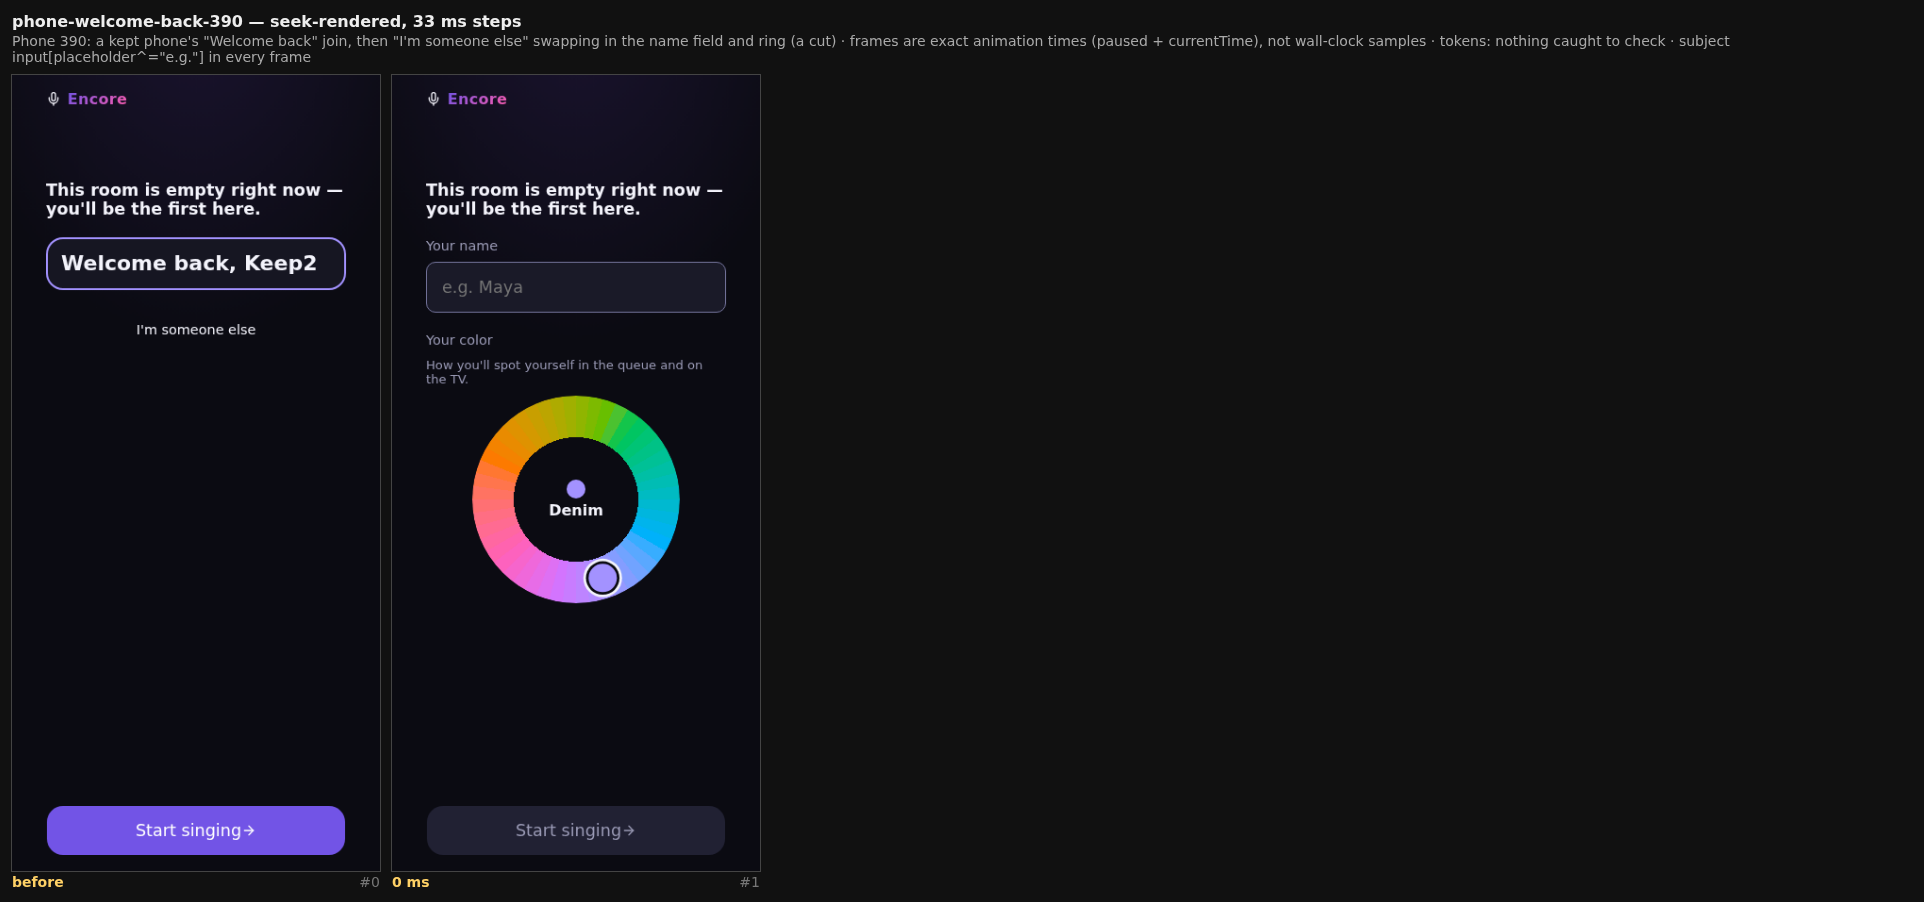 phone-welcome-back-390 — seek-rendered, 33 ms steps
Phone 390: a kept phone's "Welcome back" join, then "I'm someone else" swapping in the name field and ring (a cut) · frames are exact animation times (paused + currentTime), not wall-clock samples · tokens: nothing caught to check · subject
input[placeholder^="e.g."] in every frame
Encore
This room is empty right now —
you'll be the first here.
Welcome back, Keep2
I'm someone else
Start singing→
before
#0
Encore
This room is empty right now —
you'll be the first here.
Your name
e.g. Maya
Your color
How you'll spot yourself in the queue and on
the TV.
Denim
Start singing→
0 ms
#1